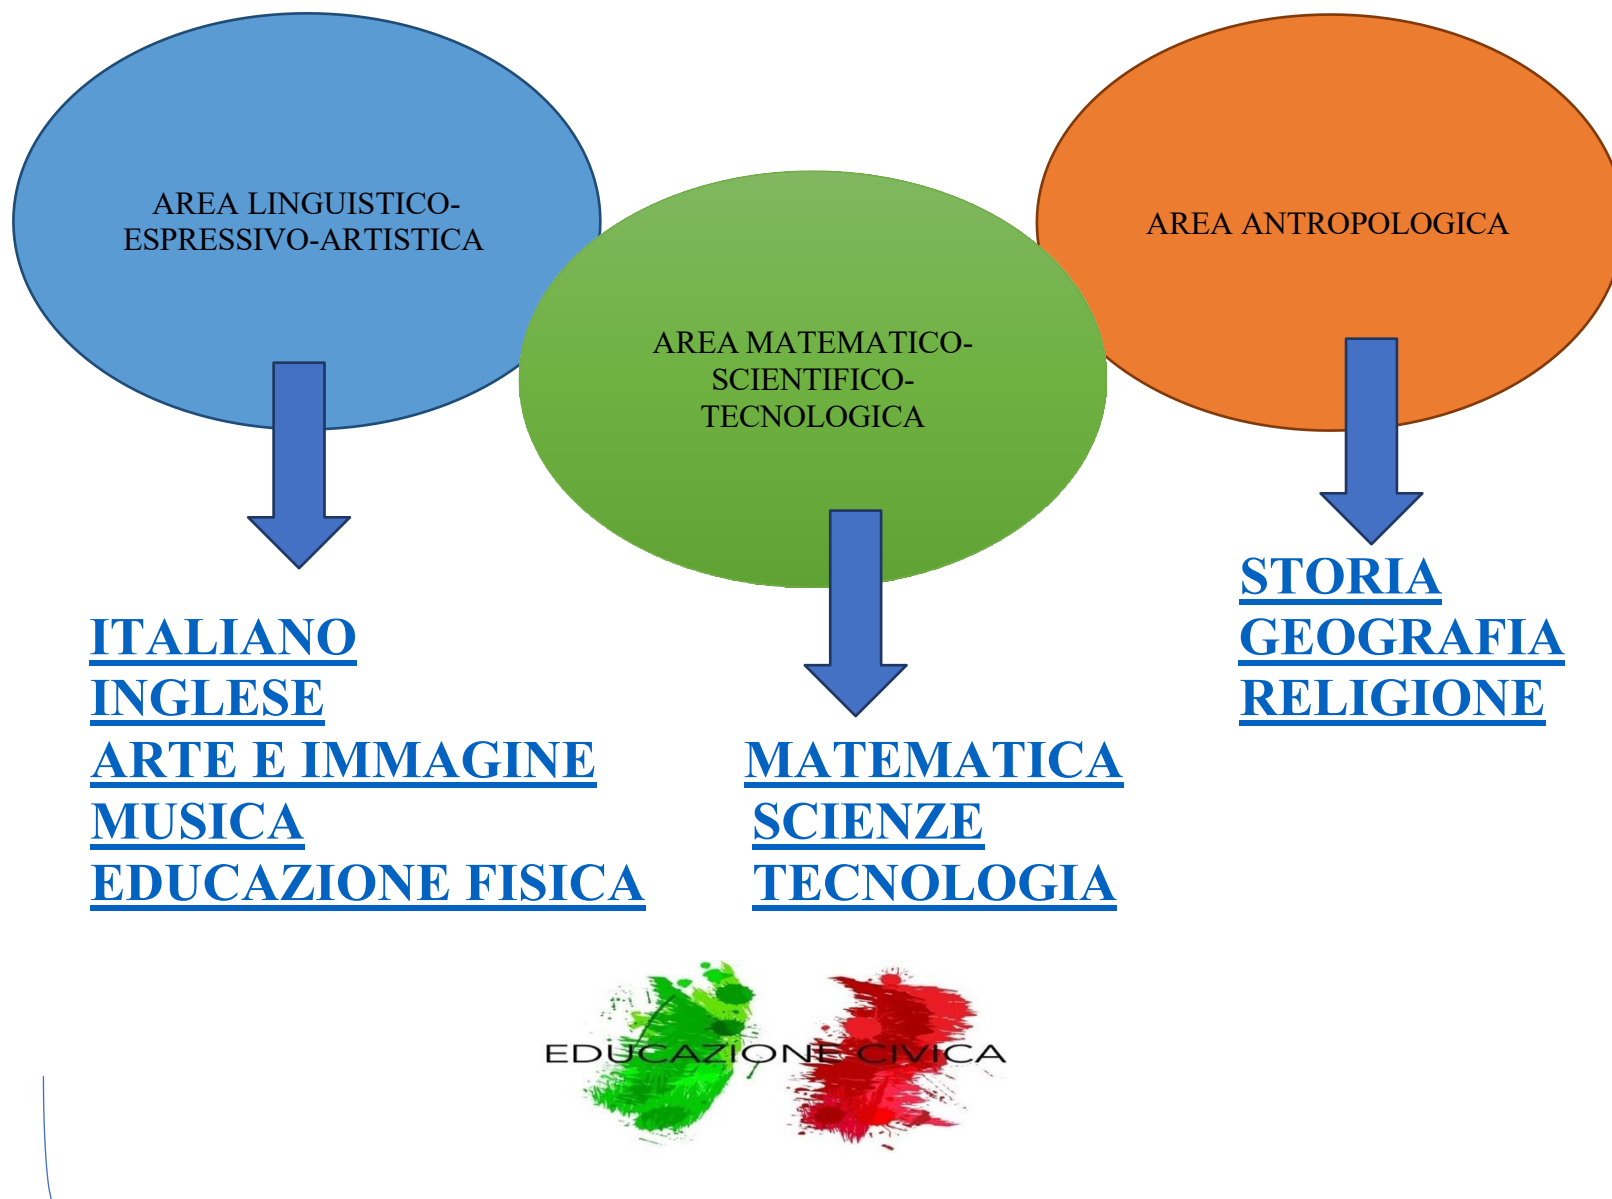 AREA LINGUISTICO-
ESPRESSIVO-ARTISTICA
AREA MATEMATICO-
SCIENTIFICO-
TECNOLOGICA
AREA ANTROPOLOGICA
ITALIANO
INGLESE
ARTE E IMMAGINE
MUSICA
EDUCAZIONE FISICA
MATEMATICA
SCIENZE
TECNOLOGIA
STORIA
GEOGRAFIA
RELIGIONE
EDUCAZIONE CIVICA